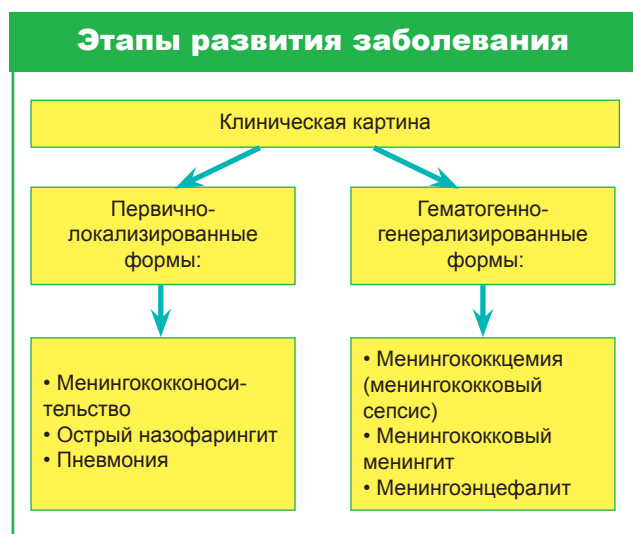 Этапы развития заболевания
Клиническая картина
Первично-
локализированные
формы:
Гематогенно-
генерализированные
формы:
• Менингококконоси-
тельство
• Острый назофарингит
• Пневмония
• Менингококкцемия
(менингококковый
сепсис)
• Менингококковый
менингит
• Менингоэнцефалит